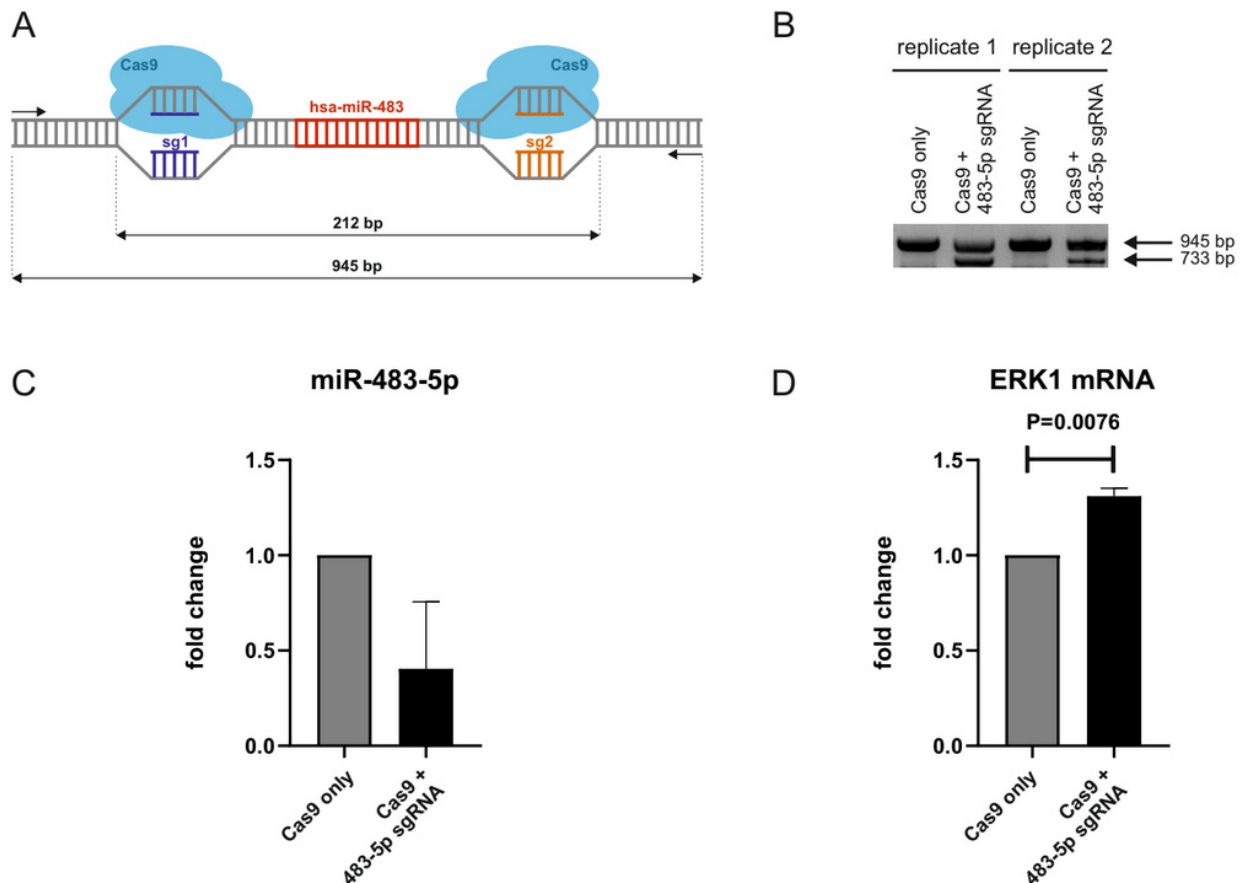 A
Cas9
Cas9
hsa-miR-483
sg1
sg2
212 bp
945 bp
B
replicate 1 replicate 2
Cas9 only
Cas9 +
483-5p sgRNA
Cas9 only
Cas9 +
483-5p sgRNA
945 bp
733 bp
C
miR-483-5p
fold change
1.5
1.0
0.5
0.0
Cas9 only
Cas9 +
483-5p sgRNA
D
ERK1 mRNA
P=0.0076
fold change
1.5
1.0
0.5
0.0
Cas9 only
Cas9 +
483-5p sgRNA